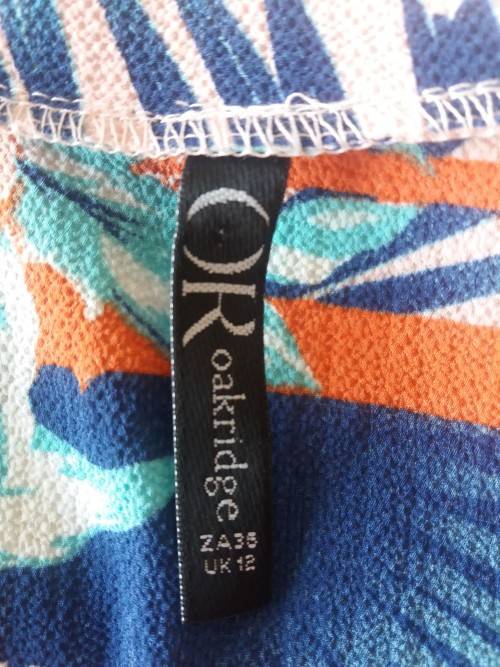 OR
oakridge
ZA36
UK 12